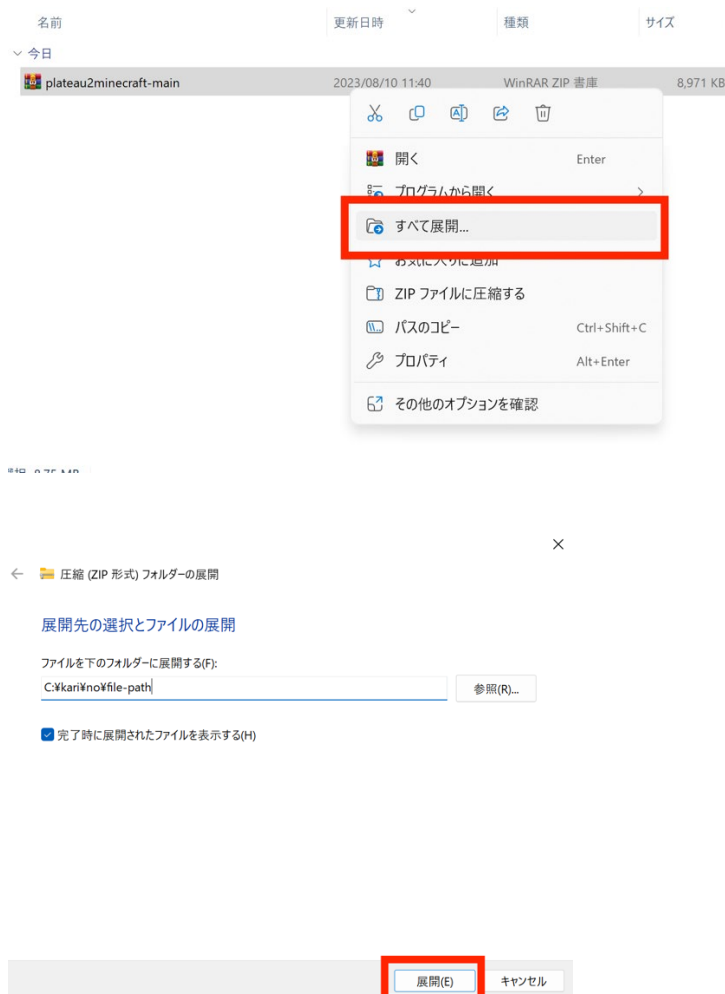 名前 更新日時 種類 サイズ
今日
plateau2minecraft-main 2023/08/10 11:40 WinRAR ZIP 書庫 8,971 KB
開く Enter
プログラムから開く
すべて展開...
お気に入りに追加
ZIP ファイルに圧縮する
パスのコピー Ctrl+Shift+C
プロパティ Alt+Enter
その他のオプションを確認
8.75 MB
圧縮 (ZIP 形式) フォルダーの展開
展開先の選択とファイルの展開
ファイルを下のフォルダーに展開する(F):
C:¥kari¥no¥file-path 参照(R)...
完了時に展開されたファイルを表示する(H)
展開(E) キャンセル